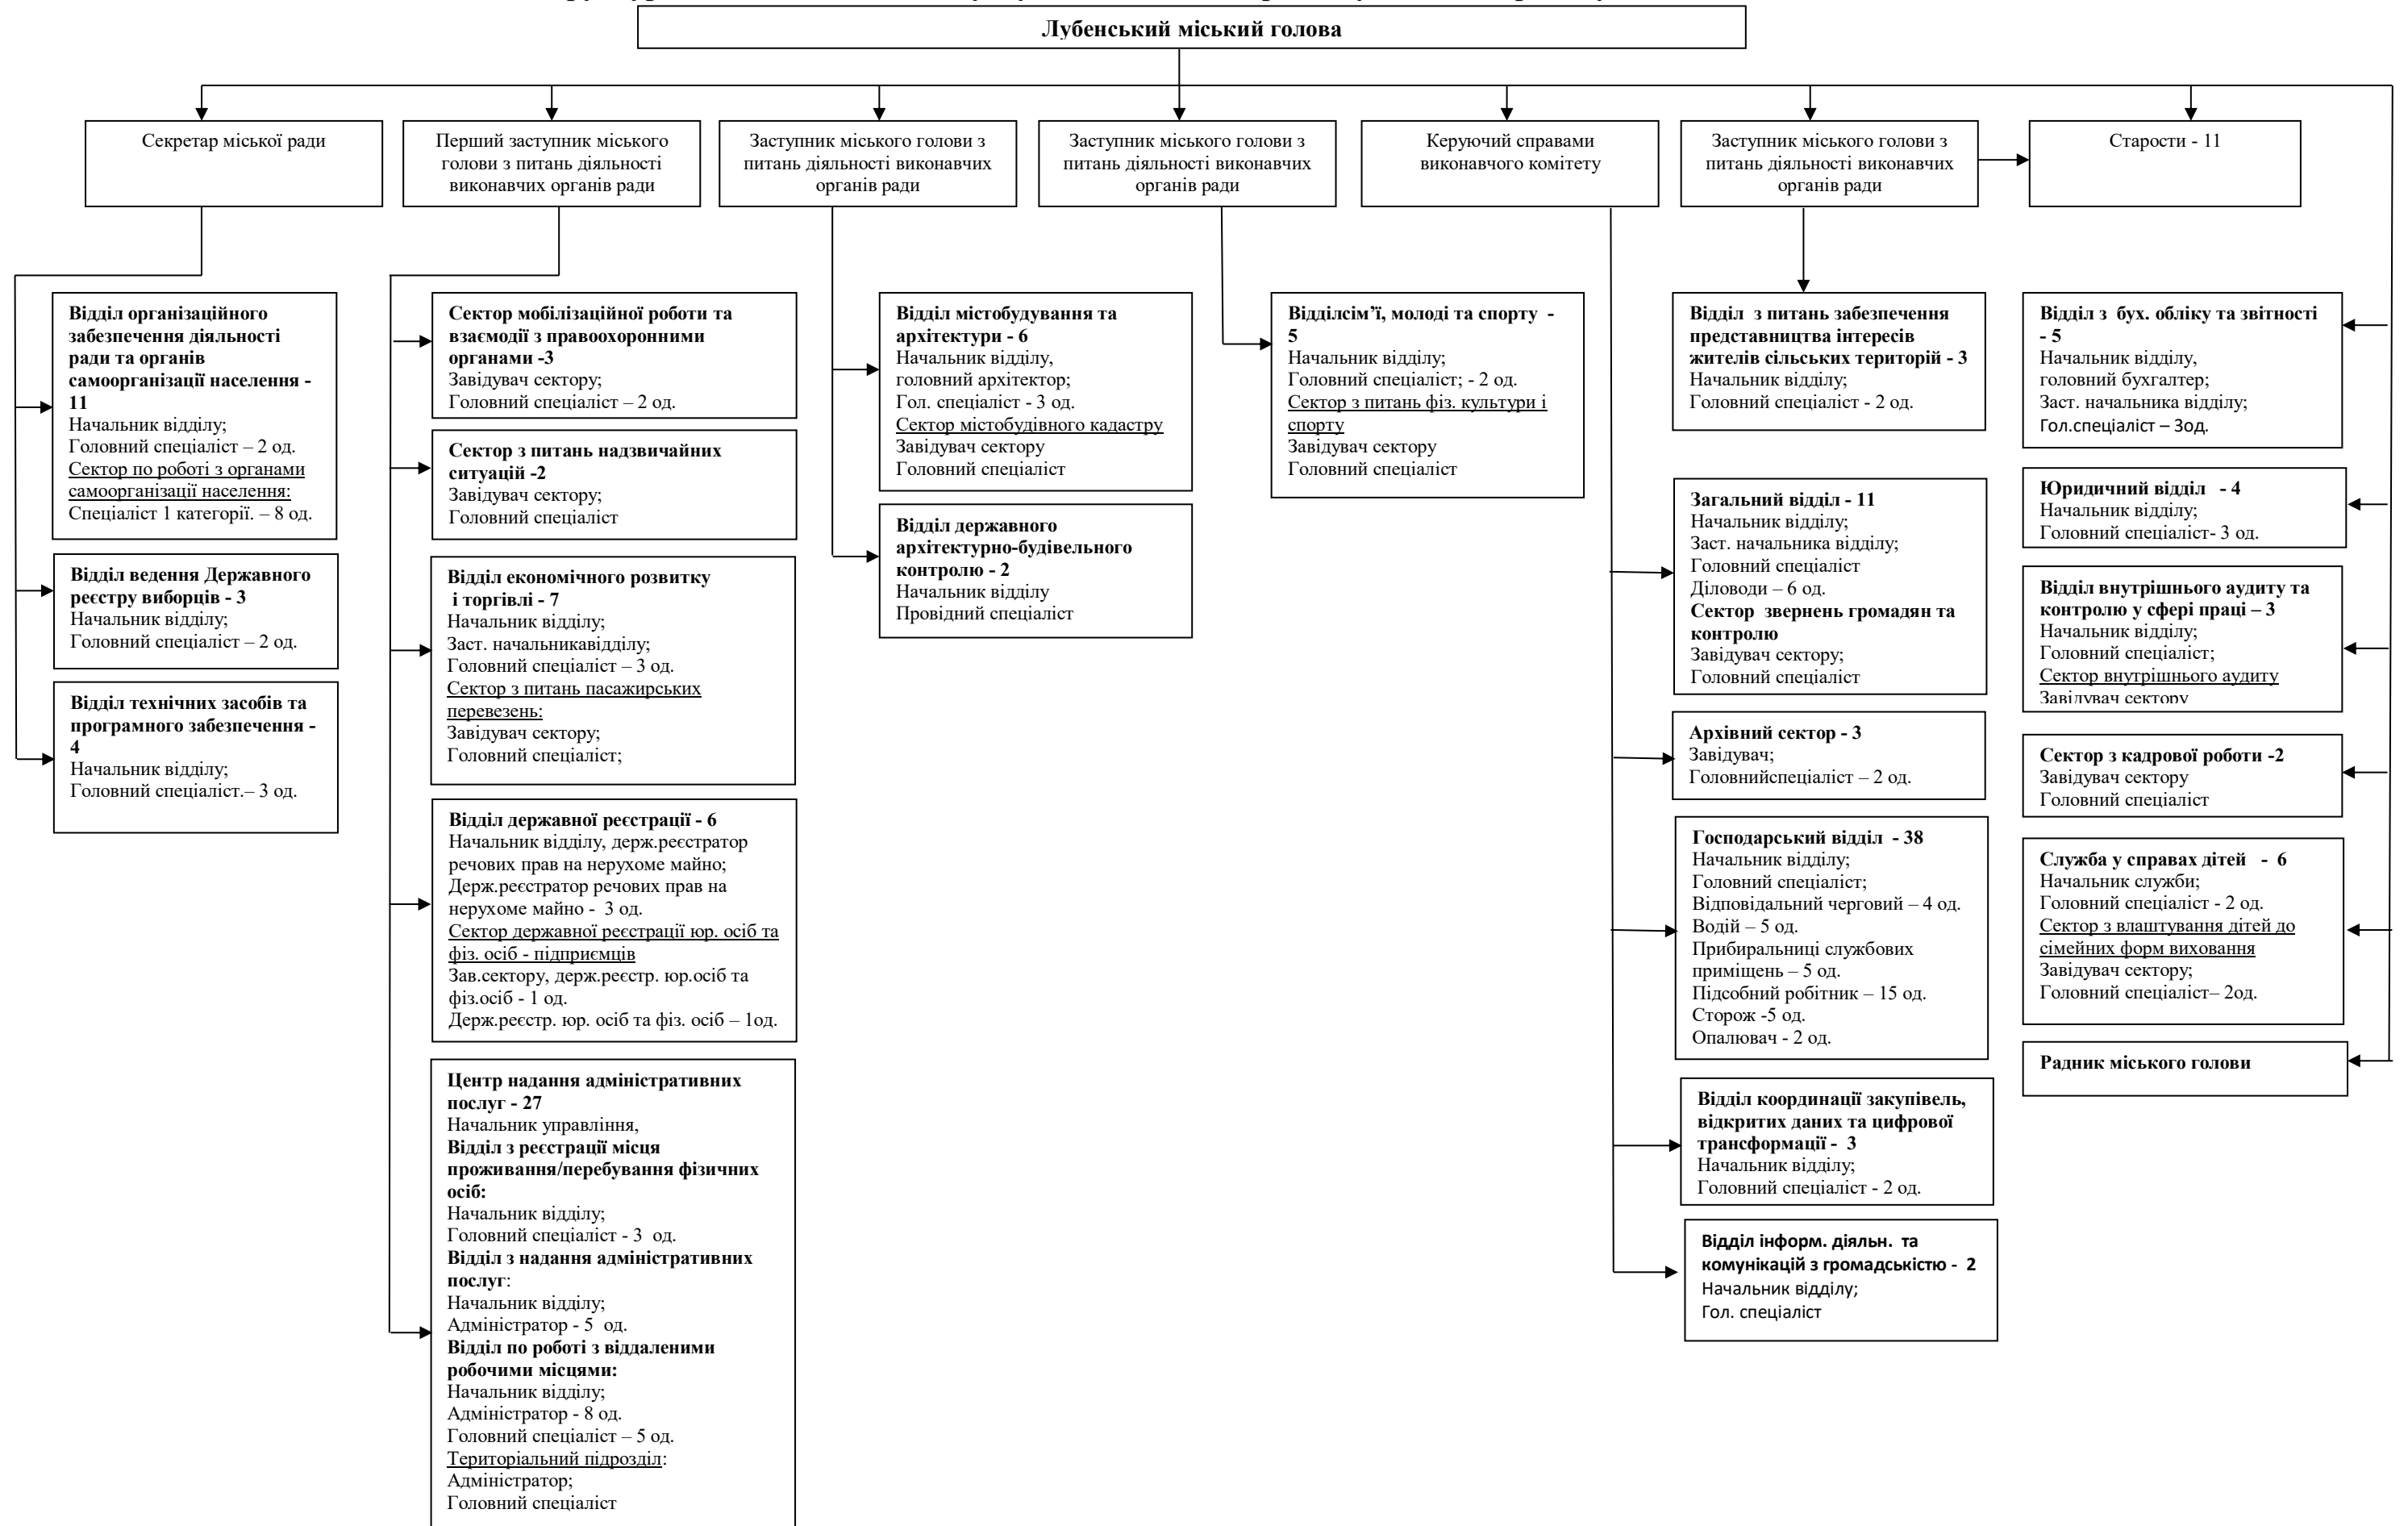 Лубенський міський голова
Секретар міської ради
Перший заступник міського
голови з питань діяльності
виконавчих органів ради
Заступник міського голови з
питань діяльності виконавчих
органів ради
Заступник міського голови з
питань діяльності виконавчих
органів ради
Керуючий справами
виконавчого комітету
Заступник міського голови з
питань діяльності виконавчих
органів ради
Старости - 11
Відділ організаційного
забезпечення діяльності
ради та органів
самоорганізації населення -
11
Начальник відділу;
Головний спеціаліст – 2 од.
Сектор по роботі з органами
самоорганізації населення:
Спеціаліст 1 категорії. – 8 од.
Відділ ведення Державного
реєстру виборців - 3
Начальник відділу;
Головний спеціаліст – 2 од.
Відділ технічних засобів та
програмного забезпечення -
4
Начальник відділу;
Головний спеціаліст.– 3 од.
Сектор мобілізаційної роботи та
взаємодії з правоохоронними
органами -3
Завідувач сектору;
Головний спеціаліст – 2 од.
Сектор з питань надзвичайних
ситуацій -2
Завідувач сектору;
Головний спеціаліст
Відділ економічного розвитку
і торгівлі - 7
Начальник відділу;
Заст. начальникавідділу;
Головний спеціаліст – 3 од.
Сектор з питань пасажирських
перевезень:
Завідувач сектору;
Головний спеціаліст;
Відділ державної реєстрації - 6
Начальник відділу, держ.реєстратор
речових прав на нерухоме майно;
Держ.реєстратор речових прав на
нерухоме майно - 3 од.
Сектор державної реєстрації юр. осіб та
фіз. осіб - підприємців
Зав.сектору, держ.реєстр. юр.осіб та
фіз.осіб - 1 од.
Держ.реєстр. юр. осіб та фіз. осіб – 1од.
Центр надання адміністративних
послуг - 27
Начальник управління,
Відділ з реєстрації місця
проживання/перебування фізичних
осіб:
Начальник відділу;
Головний спеціаліст - 3 од.
Відділ з надання адміністративних
послуг:
Начальник відділу;
Адміністратор - 5 од.
Відділ по роботі з віддаленими
робочими місцями:
Начальник відділу;
Адміністратор - 8 од.
Головний спеціаліст – 5 од.
Територіальний підрозділ:
Адміністратор;
Головний спеціаліст
Відділ містобудування та
архітектури - 6
Начальник відділу,
головний архітектор;
Гол. спеціаліст - 3 од.
Сектор містобудівного кадастру
Завідувач сектору
Головний спеціаліст
Відділ державного
архітектурно-будівельного
контролю - 2
Начальник відділу
Провідний спеціаліст
Відділсім’ї, молоді та спорту -
5
Начальник відділу;
Головний спеціаліст; - 2 од.
Сектор з питань фіз. культури і
спорту
Завідувач сектору
Головний спеціаліст
Відділ з питань забезпечення
представництва інтересів
жителів сільських територій - 3
Начальник відділу;
Головний спеціаліст - 2 од.
Загальний відділ - 11
Начальник відділу;
Заст. начальника відділу;
Головний спеціаліст
Діловоди – 6 од.
Сектор звернень громадян та
контролю
Завідувач сектору;
Головний спеціаліст
Архівний сектор - 3
Завідувач;
Головнийспеціаліст – 2 од.
Господарський відділ - 38
Начальник відділу;
Головний спеціаліст;
Відповідальний черговий – 4 од.
Водій – 5 од.
Прибиральниці службових
приміщень – 5 од.
Підсобний робітник – 15 од.
Сторож -5 од.
Опалювач - 2 од.
Відділ координації закупівель,
відкритих даних та цифрової
трансформації - 3
Начальник відділу;
Головний спеціаліст - 2 од.
Відділ інформ. діяльн. та
комунікацій з громадськістю - 2
Начальник відділу;
Гол. спеціаліст
Відділ з бух. обліку та звітності
- 5
Начальник відділу,
головний бухгалтер;
Заст. начальника відділу;
Гол.спеціаліст – 3од.
Юридичний відділ - 4
Начальник відділу;
Головний спеціаліст- 3 од.
Відділ внутрішнього аудиту та
контролю у сфері праці – 3
Начальник відділу;
Головний спеціаліст;
Сектор внутрішнього аудиту
Завідувач сектору
Сектор з кадрової роботи -2
Завідувач сектору
Головний спеціаліст
Служба у справах дітей - 6
Начальник служби;
Головний спеціаліст - 2 од.
Сектор з влаштування дітей до
сімейних форм виховання
Завідувач сектору;
Головний спеціаліст– 2од.
Радник міського голови